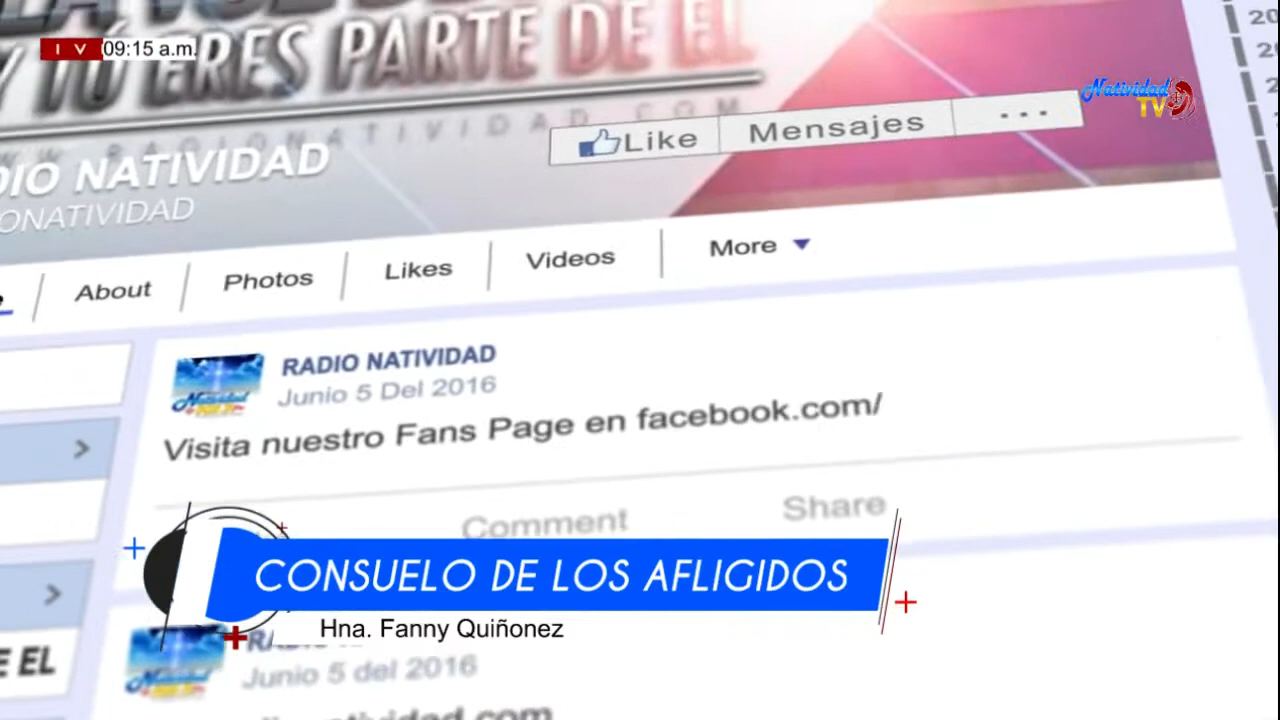 Y TÚ ERES PARTE DE EL
I V 09:15 a.m.
Natividad
TV
Like
Mensajes
...
DIO NATIVIDAD
ONATIVIDAD
About
Photos
Likes
Videos
More
RADIO NATIVIDAD
Junio 5 Del 2016
Visita nuestro Fans Page en facebook.com/
Comment
Share
CONSUELO DE LOS AFLIGIDOS
Hna. Fanny Quiñonez
E EL
Junio 5 del 2016